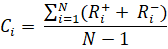 C_i = \frac{\sum_{i=1}^{N}(R_i^+ + R_i^-)}{N - 1}